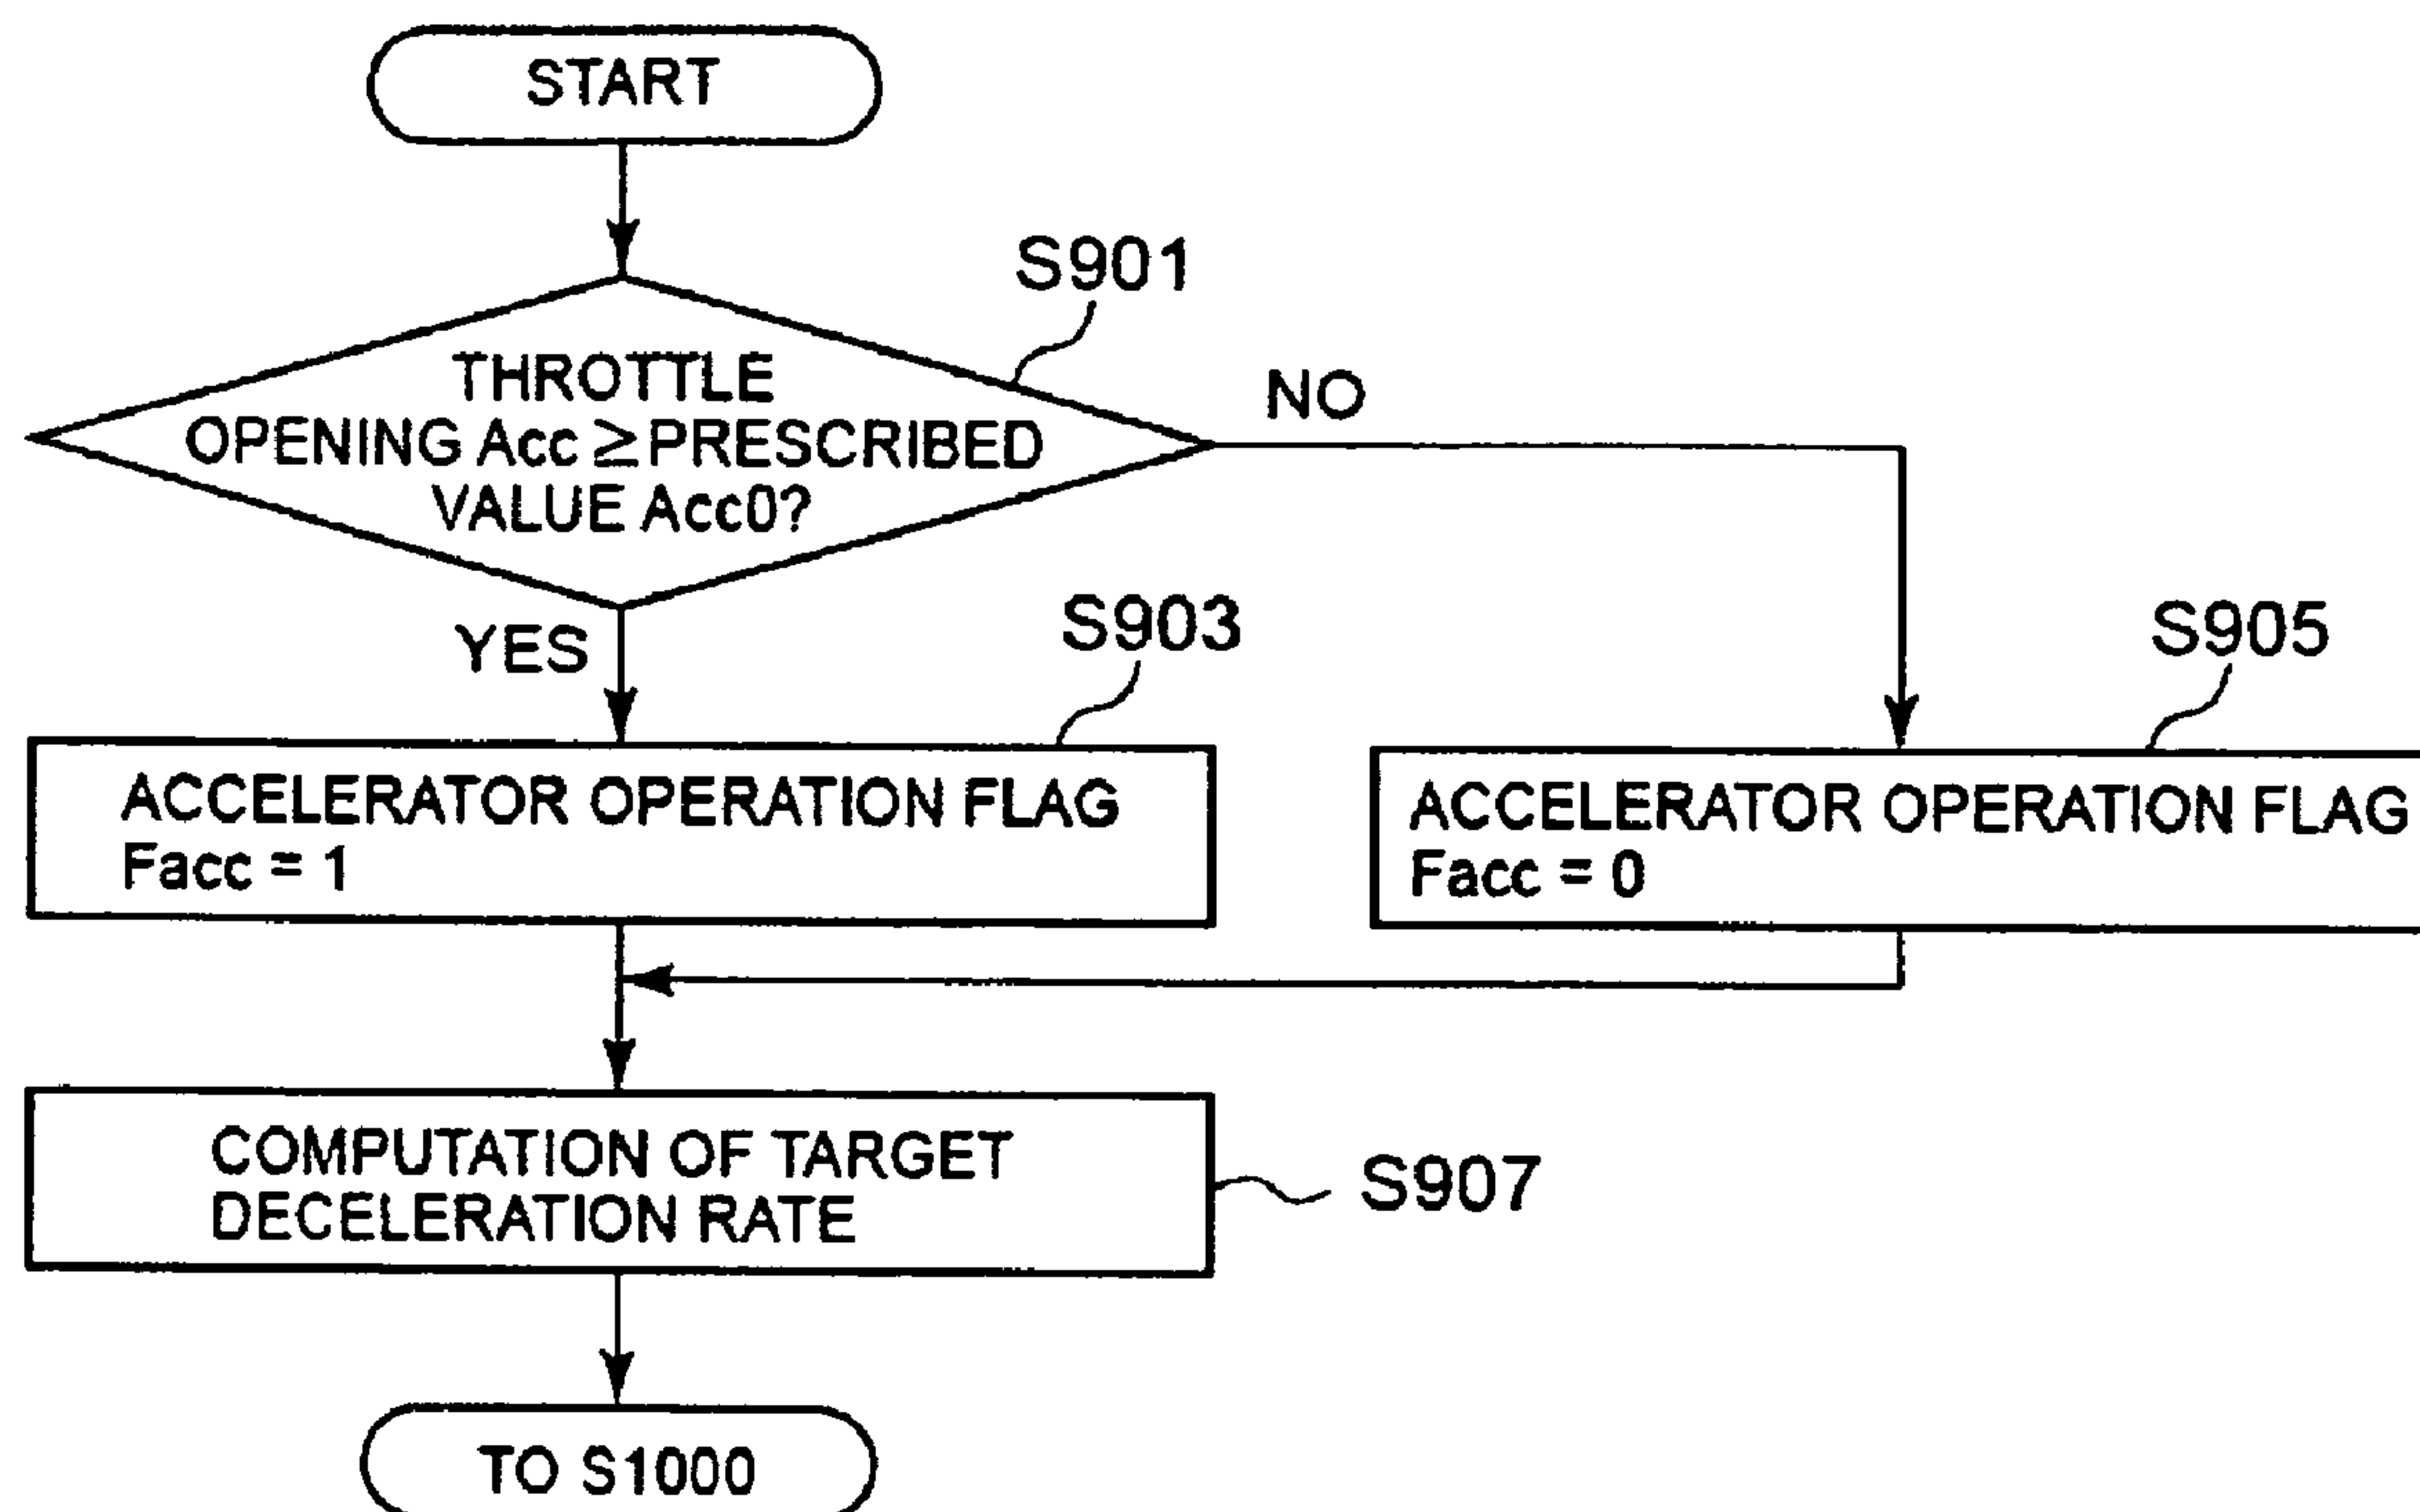 START
S901
THROTTLE
OPENING Acc ≥ PRESCRIBED
VALUE Acc0?
NO
YES
S903
S905
ACCELERATOR OPERATION FLAG
Facc = 1
ACCELERATOR OPERATION FLAG
Facc = 0
COMPUTATION OF TARGET
DECELERATION RATE
S907
TO S1000